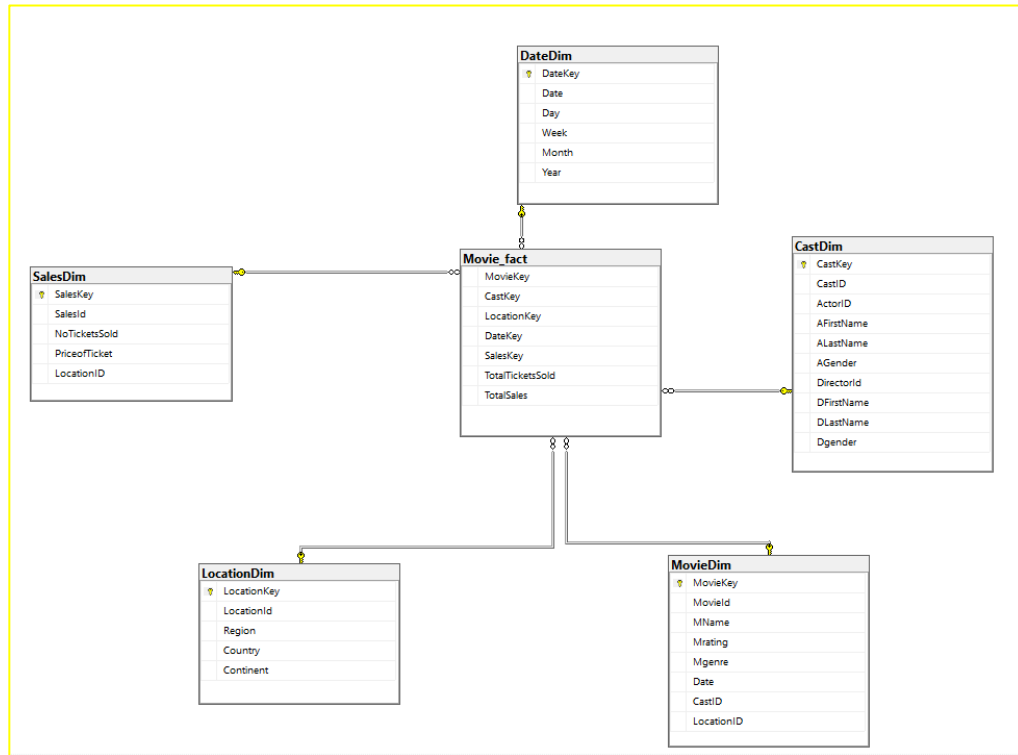 DateDim
DateKey
Date
Day
Week
Month
Year
SalesDim
SalesKey
SalesId
NoTicketsSold
PriceofTicket
LocationID
Movie_fact
MovieKey
CastKey
LocationKey
DateKey
SalesKey
TotalTicketsSold
TotalSales
CastDim
CastKey
CastID
ActorID
AFirstName
ALastName
AGender
DirectorId
DFirstName
DLastName
Dgender
LocationDim
LocationKey
LocationId
Region
Country
Continent
MovieDim
MovieKey
MovieId
MName
Mrating
Mgenre
Date
CastID
LocationID